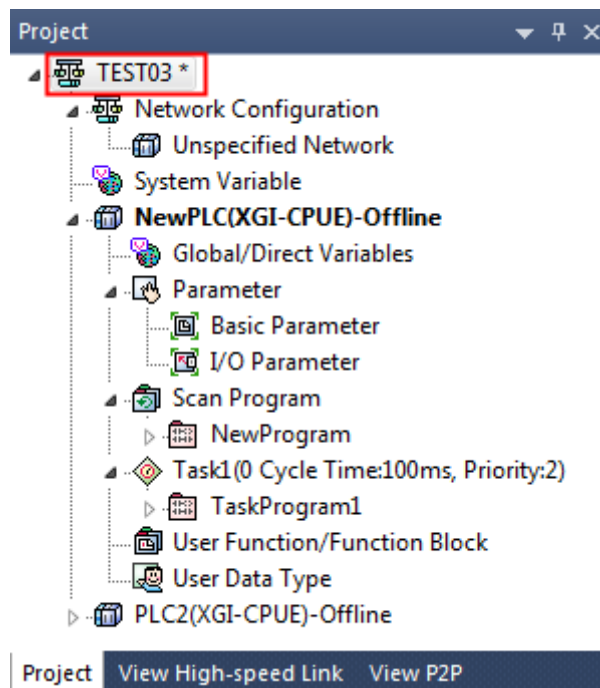 Project
TEST03 *
Network Configuration
Unspecified Network
System Variable
NewPLC(XGI-CPUE)-Offline
Global/Direct Variables
Parameter
Basic Parameter
I/O Parameter
Scan Program
NewProgram
Task1(0 Cycle Time:100ms, Priority:2)
TaskProgram1
User Function/Function Block
User Data Type
PLC2(XGI-CPUE)-Offline
Project View High-speed Link View P2P